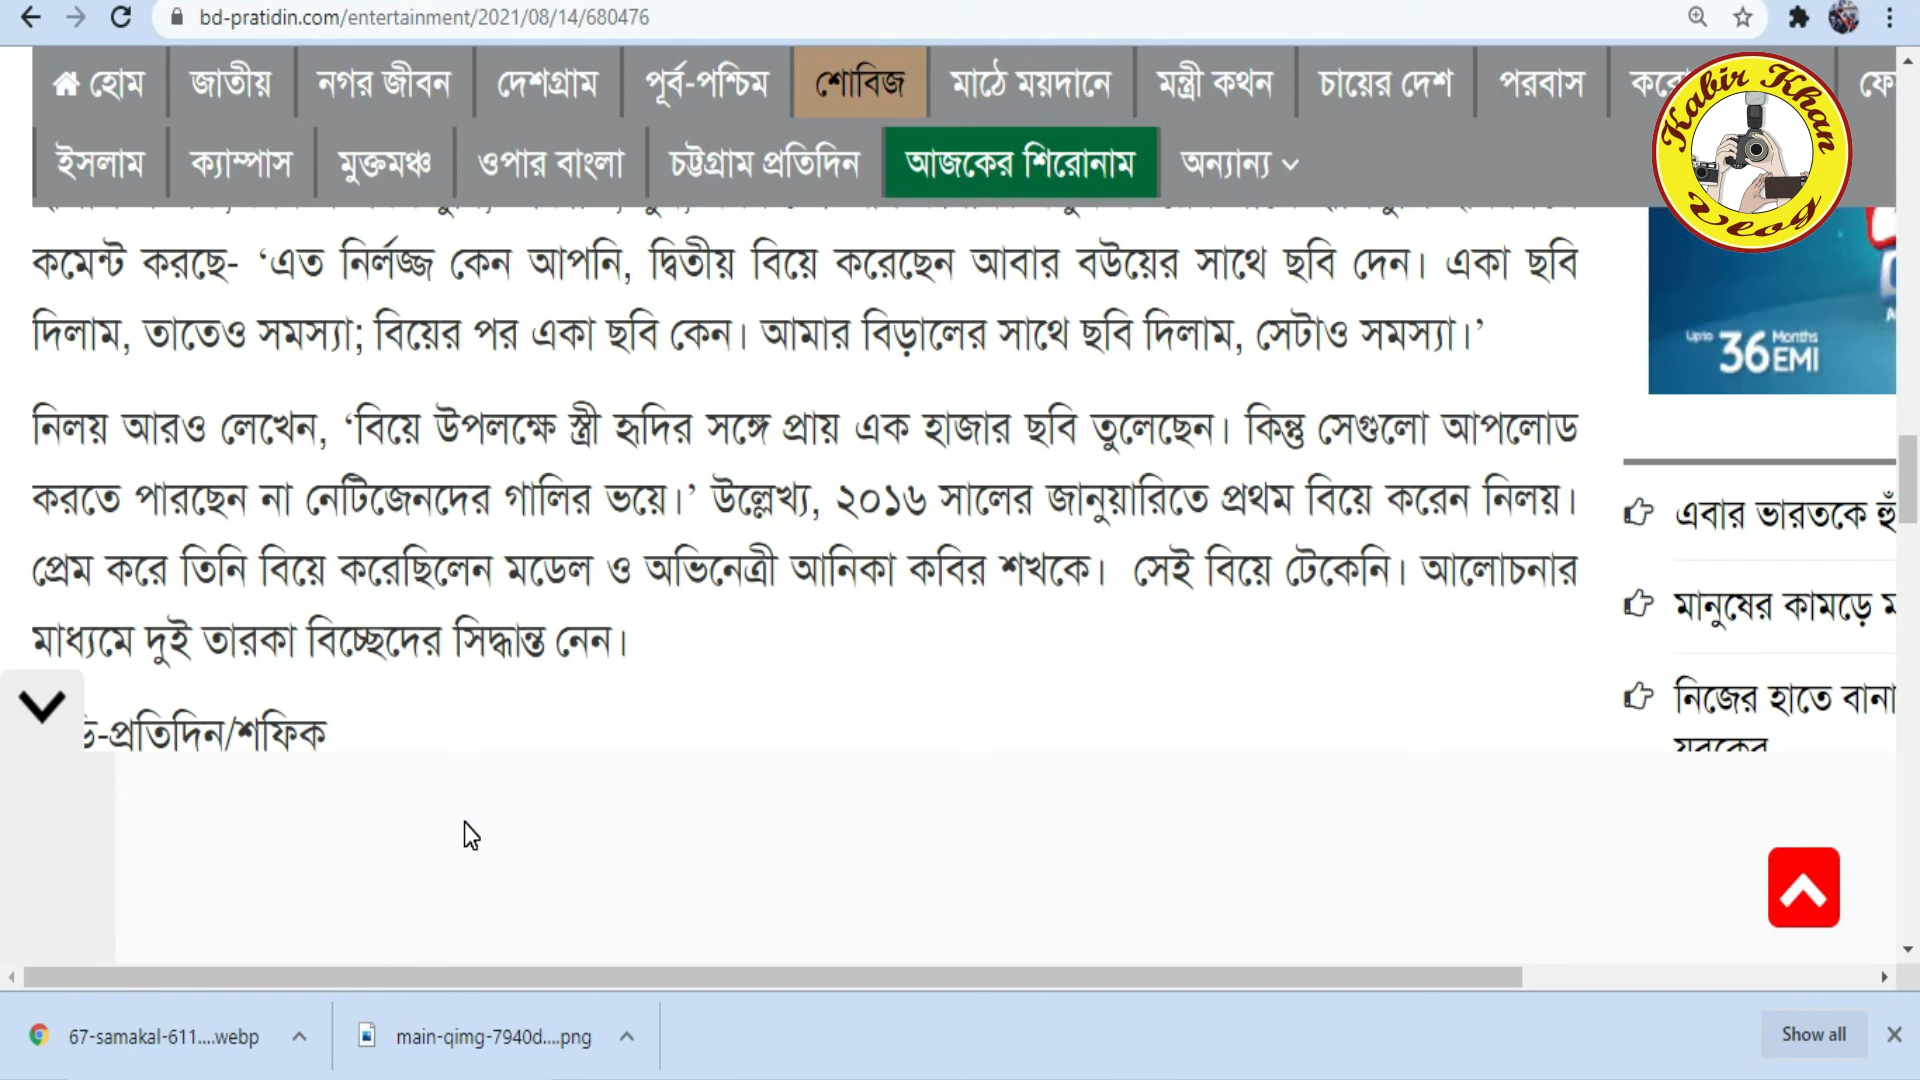 bd-pratidin.com/entertainment/2021/08/14/680476
হোম জাতীয় নগর জীবন দেশগ্রাম পূর্ব-পশ্চিম শোবিজ মাঠে ময়দানে মন্ত্রী কথন চায়ের দেশ পরবাস
Kabir Khan
ইসলাম ক্যাম্পাস মুক্তমঞ্চ ওপার বাংলা চট্টগ্রাম প্রতিদিন আজকের শিরোনাম অন্যান্য
কমেন্ট করছে- ‘এত নির্লজ্জ কেন আপনি, দ্বিতীয় বিয়ে করেছেন আবার বউয়ের সাথে ছবি দেন। একা ছবি
দিলাম, তাতেও সমস্যা; বিয়ের পর একা ছবি কেন। আমার বিড়ালের সাথে ছবি দিলাম, সেটাও সমস্যা।’
Upto 36 Months EMI
নিলয় আরও লেখেন, ‘বিয়ে উপলক্ষে স্ত্রী হৃদির সঙ্গে প্রায় এক হাজার ছবি তুলেছেন। কিন্তু সেগুলো আপলোড
করতে পারছেন না নেটিজেনদের গালির ভয়ে।’ উল্লেখ্য, ২০১৬ সালের জানুয়ারিতে প্রথম বিয়ে করেন নিলয়।
প্রেম করে তিনি বিয়ে করেছিলেন মডেল ও অভিনেত্রী আনিকা কবির শখকে। সেই বিয়ে টেকেনি। আলোচনার
মাধ্যমে দুই তারকা বিচ্ছেদের সিদ্ধান্ত নেন।
-প্রতিদিন/শফিক
এবার ভারতকে
মানুষের কামড়ে
নিজের হাতে
67-samakal-611....webp
main-qimg-7940d....png
Show all